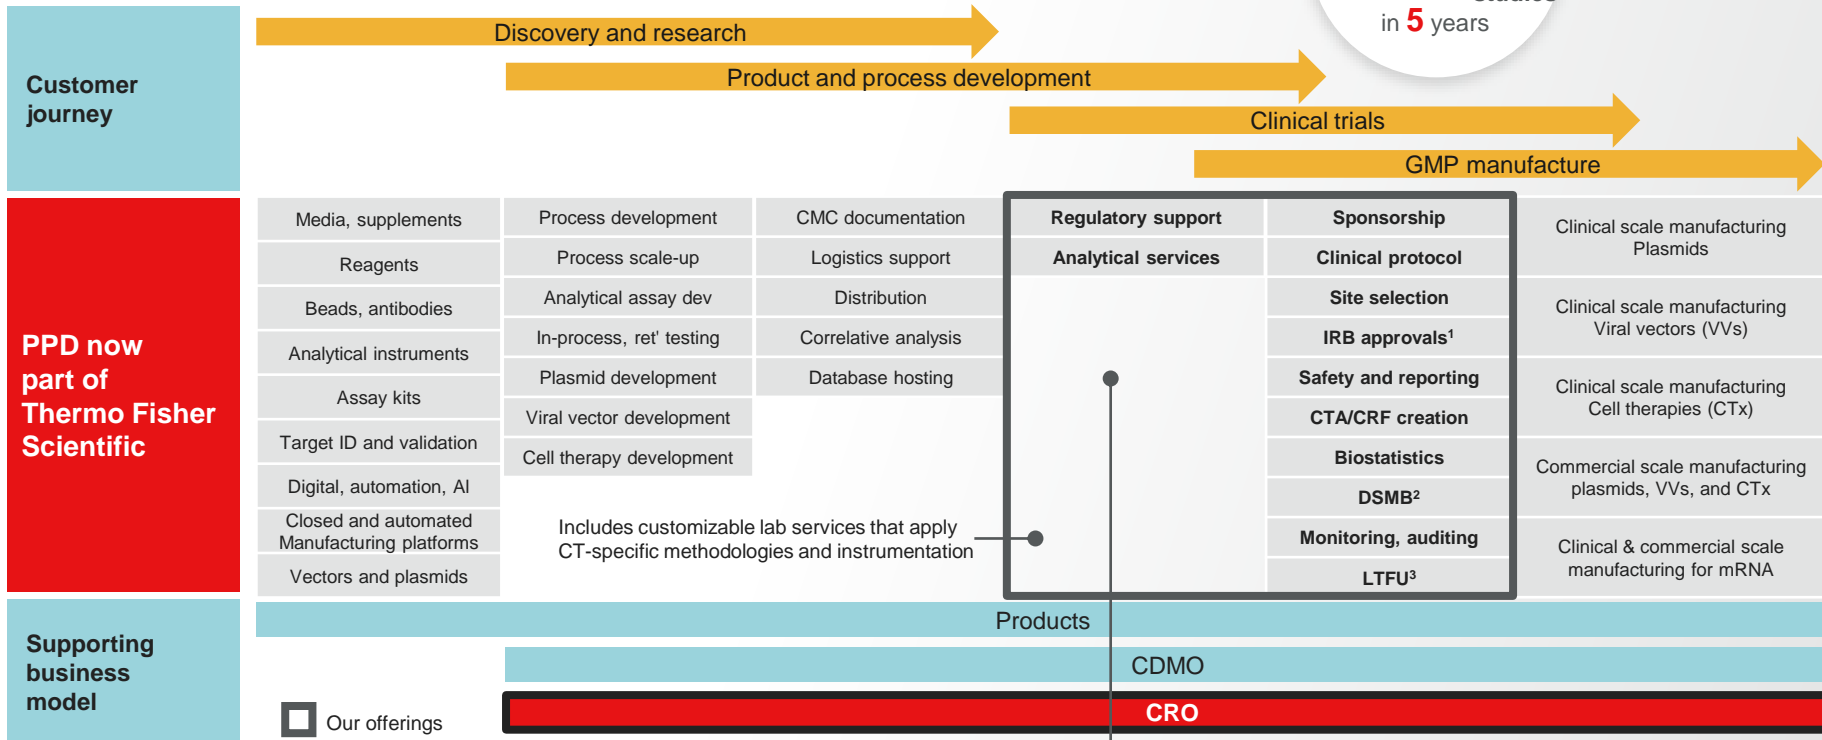 studies
in 5 years
Customer
journey
Discovery and research
Product and process development
Clinical trials
GMP manufacture
PPD now
part of
Thermo Fisher
Scientific
Media, supplements
Reagents
Beads, antibodies
Analytical instruments
Assay kits
Target ID and validation
Digital, automation, AI
Closed and automated
Manufacturing platforms
Vectors and plasmids
Process development
Process scale-up
Analytical assay dev
In-process, ret' testing
Plasmid development
Viral vector development
Cell therapy development
CMC documentation
Logistics support
Distribution
Correlative analysis
Database hosting
Includes customizable lab services that apply
CT-specific methodologies and instrumentation
Regulatory support
Analytical services
Sponsorship
Clinical protocol
Site selection
IRB approvals¹
Safety and reporting
CTA/CRF creation
Biostatistics
DSMB²
Monitoring, auditing
LTFU³
Clinical scale manufacturing
Plasmids
Clinical scale manufacturing
Viral vectors (VVs)
Clinical scale manufacturing
Cell therapies (CTx)
Commercial scale manufacturing
plasmids, VVs, and CTx
Clinical & commercial scale
manufacturing for mRNA
Supporting
business
model
Products
CDMO
CRO
Our offerings